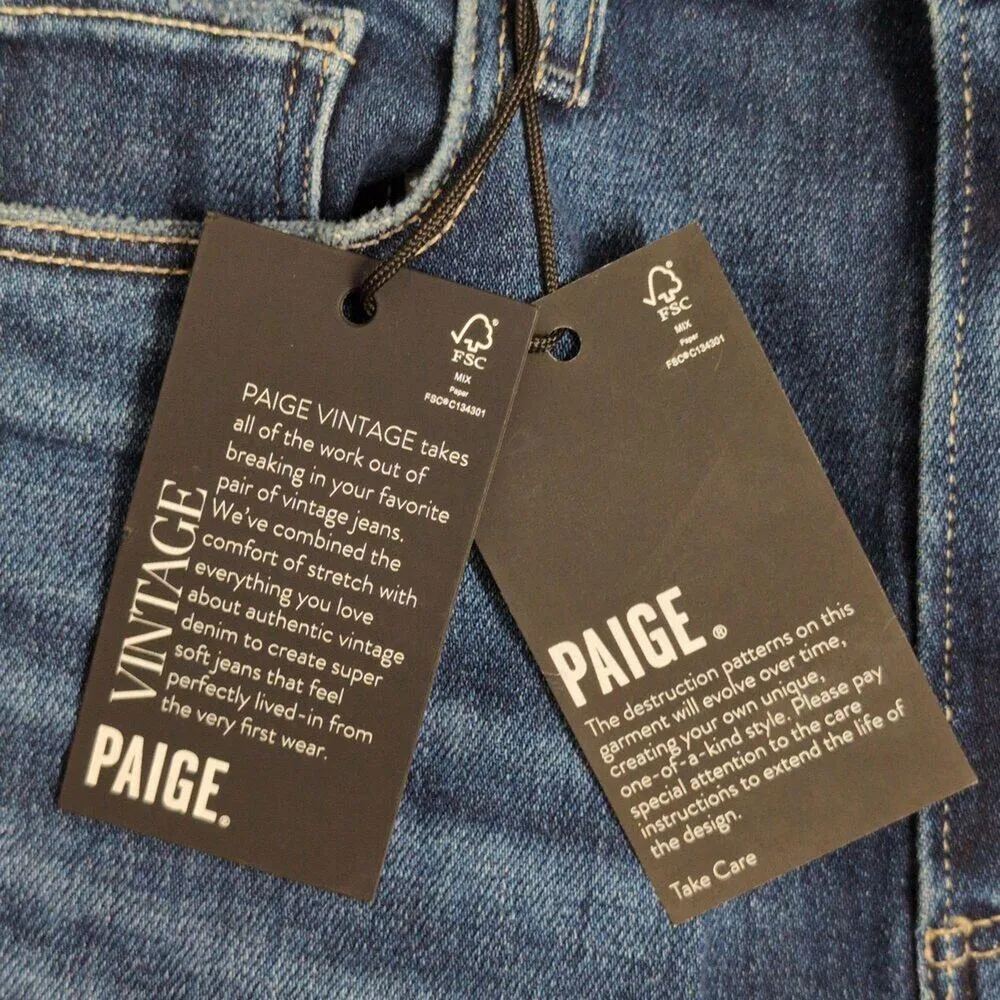 FSC
MIX
Paper
FSC® C134301
PAIGE VINTAGE takes
all of the work out of
breaking in your favorite
pair of vintage jeans.
We've combined the
comfort of stretch with
everything you love
about authentic vintage
denim to create super
soft jeans that feel
perfectly lived-in from
the very first wear.
VINTAGE
PAIGE®
FSC
MIX
Paper
FSC® C134301
PAIGE®
The destruction patterns on this
garment will evolve over time,
creating your own unique,
one-of-a-kind style. Please pay
special attention to the care
instructions to extend the life of
the design.
Take Care